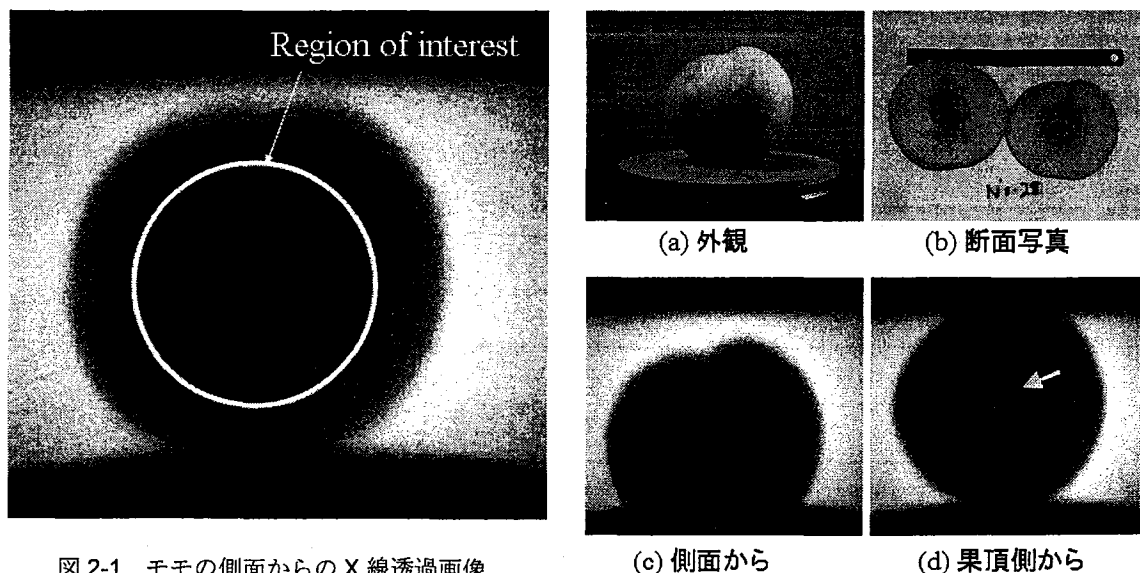 Region of interest
図 2-1 モモの側面からの X 線透過画像
(a) 外観
(b) 断面写真
(c) 側面から
(d) 果頂側から